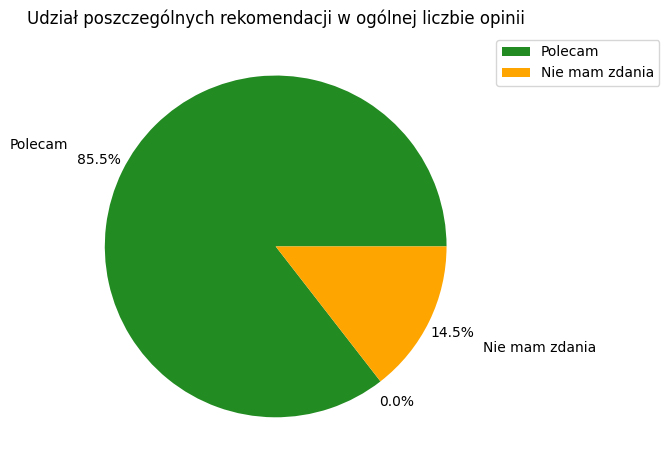 Udział poszczególnych rekomendacji w ogólnej liczbie opinii
Polecam
Nie mam zdania
Polecam
85.5%
14.5%
Nie mam zdania
0.0%